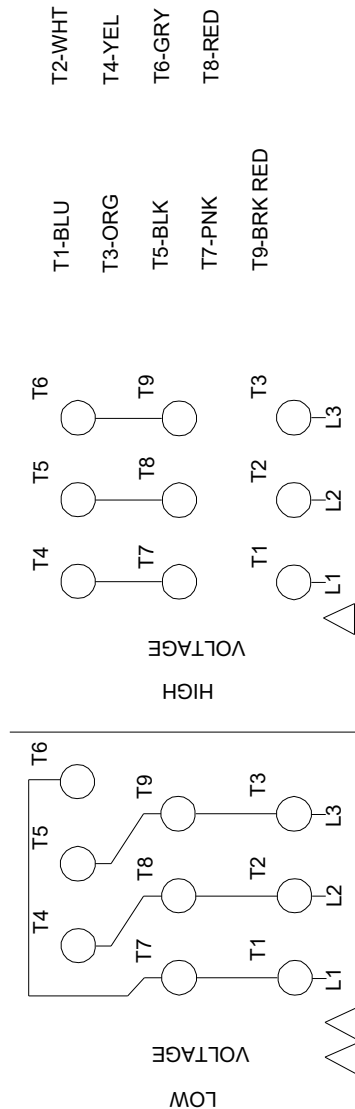 LOW
VOLTAGE
T4 T5 T6
T7 T8 T9
T1 T2 T3
L1 L2 L3
HIGH
VOLTAGE
T4 T5 T6
T7 T8 T9
T1 T2 T3
L1 L2 L3
T1-BLU T2-WHT
T3-ORG T4-YEL
T5-BLK T6-GRY
T7-PNK T8-RED
T9-BRK RED